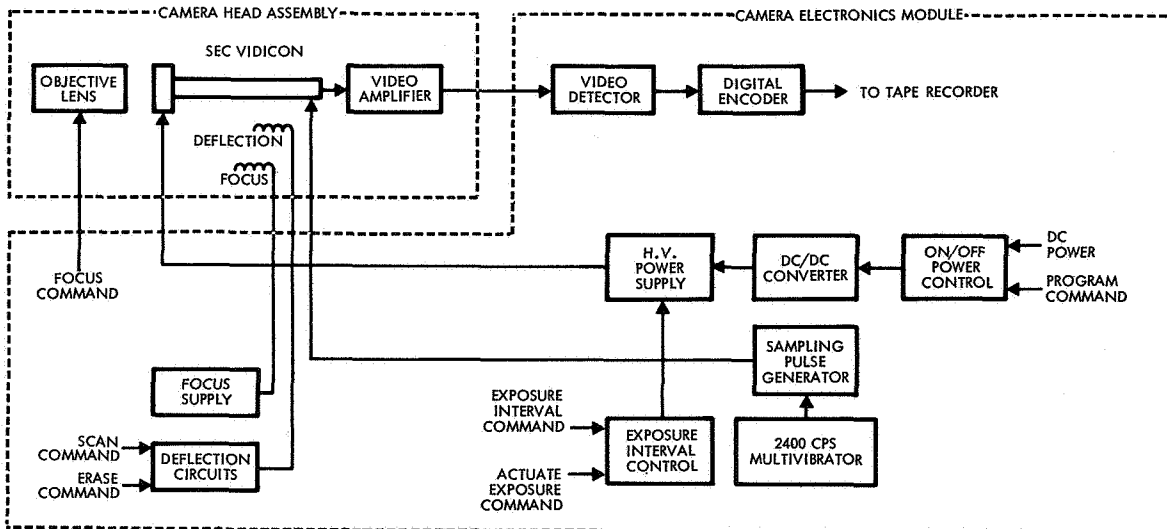 CAMERA HEAD ASSEMBLY
CAMERA ELECTRONICS MODULE
SEC VIDICON
OBJECTIVE
LENS
VIDEO
AMPLIFIER
VIDEO
DETECTOR
DIGITAL
ENCODER
TO TAPE RECORDER
DEFLECTION
FOCUS
FOCUS
COMMAND
H.V.
POWER
SUPPLY
DC/DC
CONVERTER
ON/OFF
POWER
CONTROL
DC
POWER
PROGRAM
COMMAND
SAMPLING
PULSE
GENERATOR
FOCUS
SUPPLY
EXPOSURE
INTERVAL
COMMAND
SCAN
COMMAND
DEFLECTION
CIRCUITS
ERASE
COMMAND
ACTUATE
EXPOSURE
COMMAND
EXPOSURE
INTERVAL
CONTROL
2400 CPS
MULTIVIBRATOR